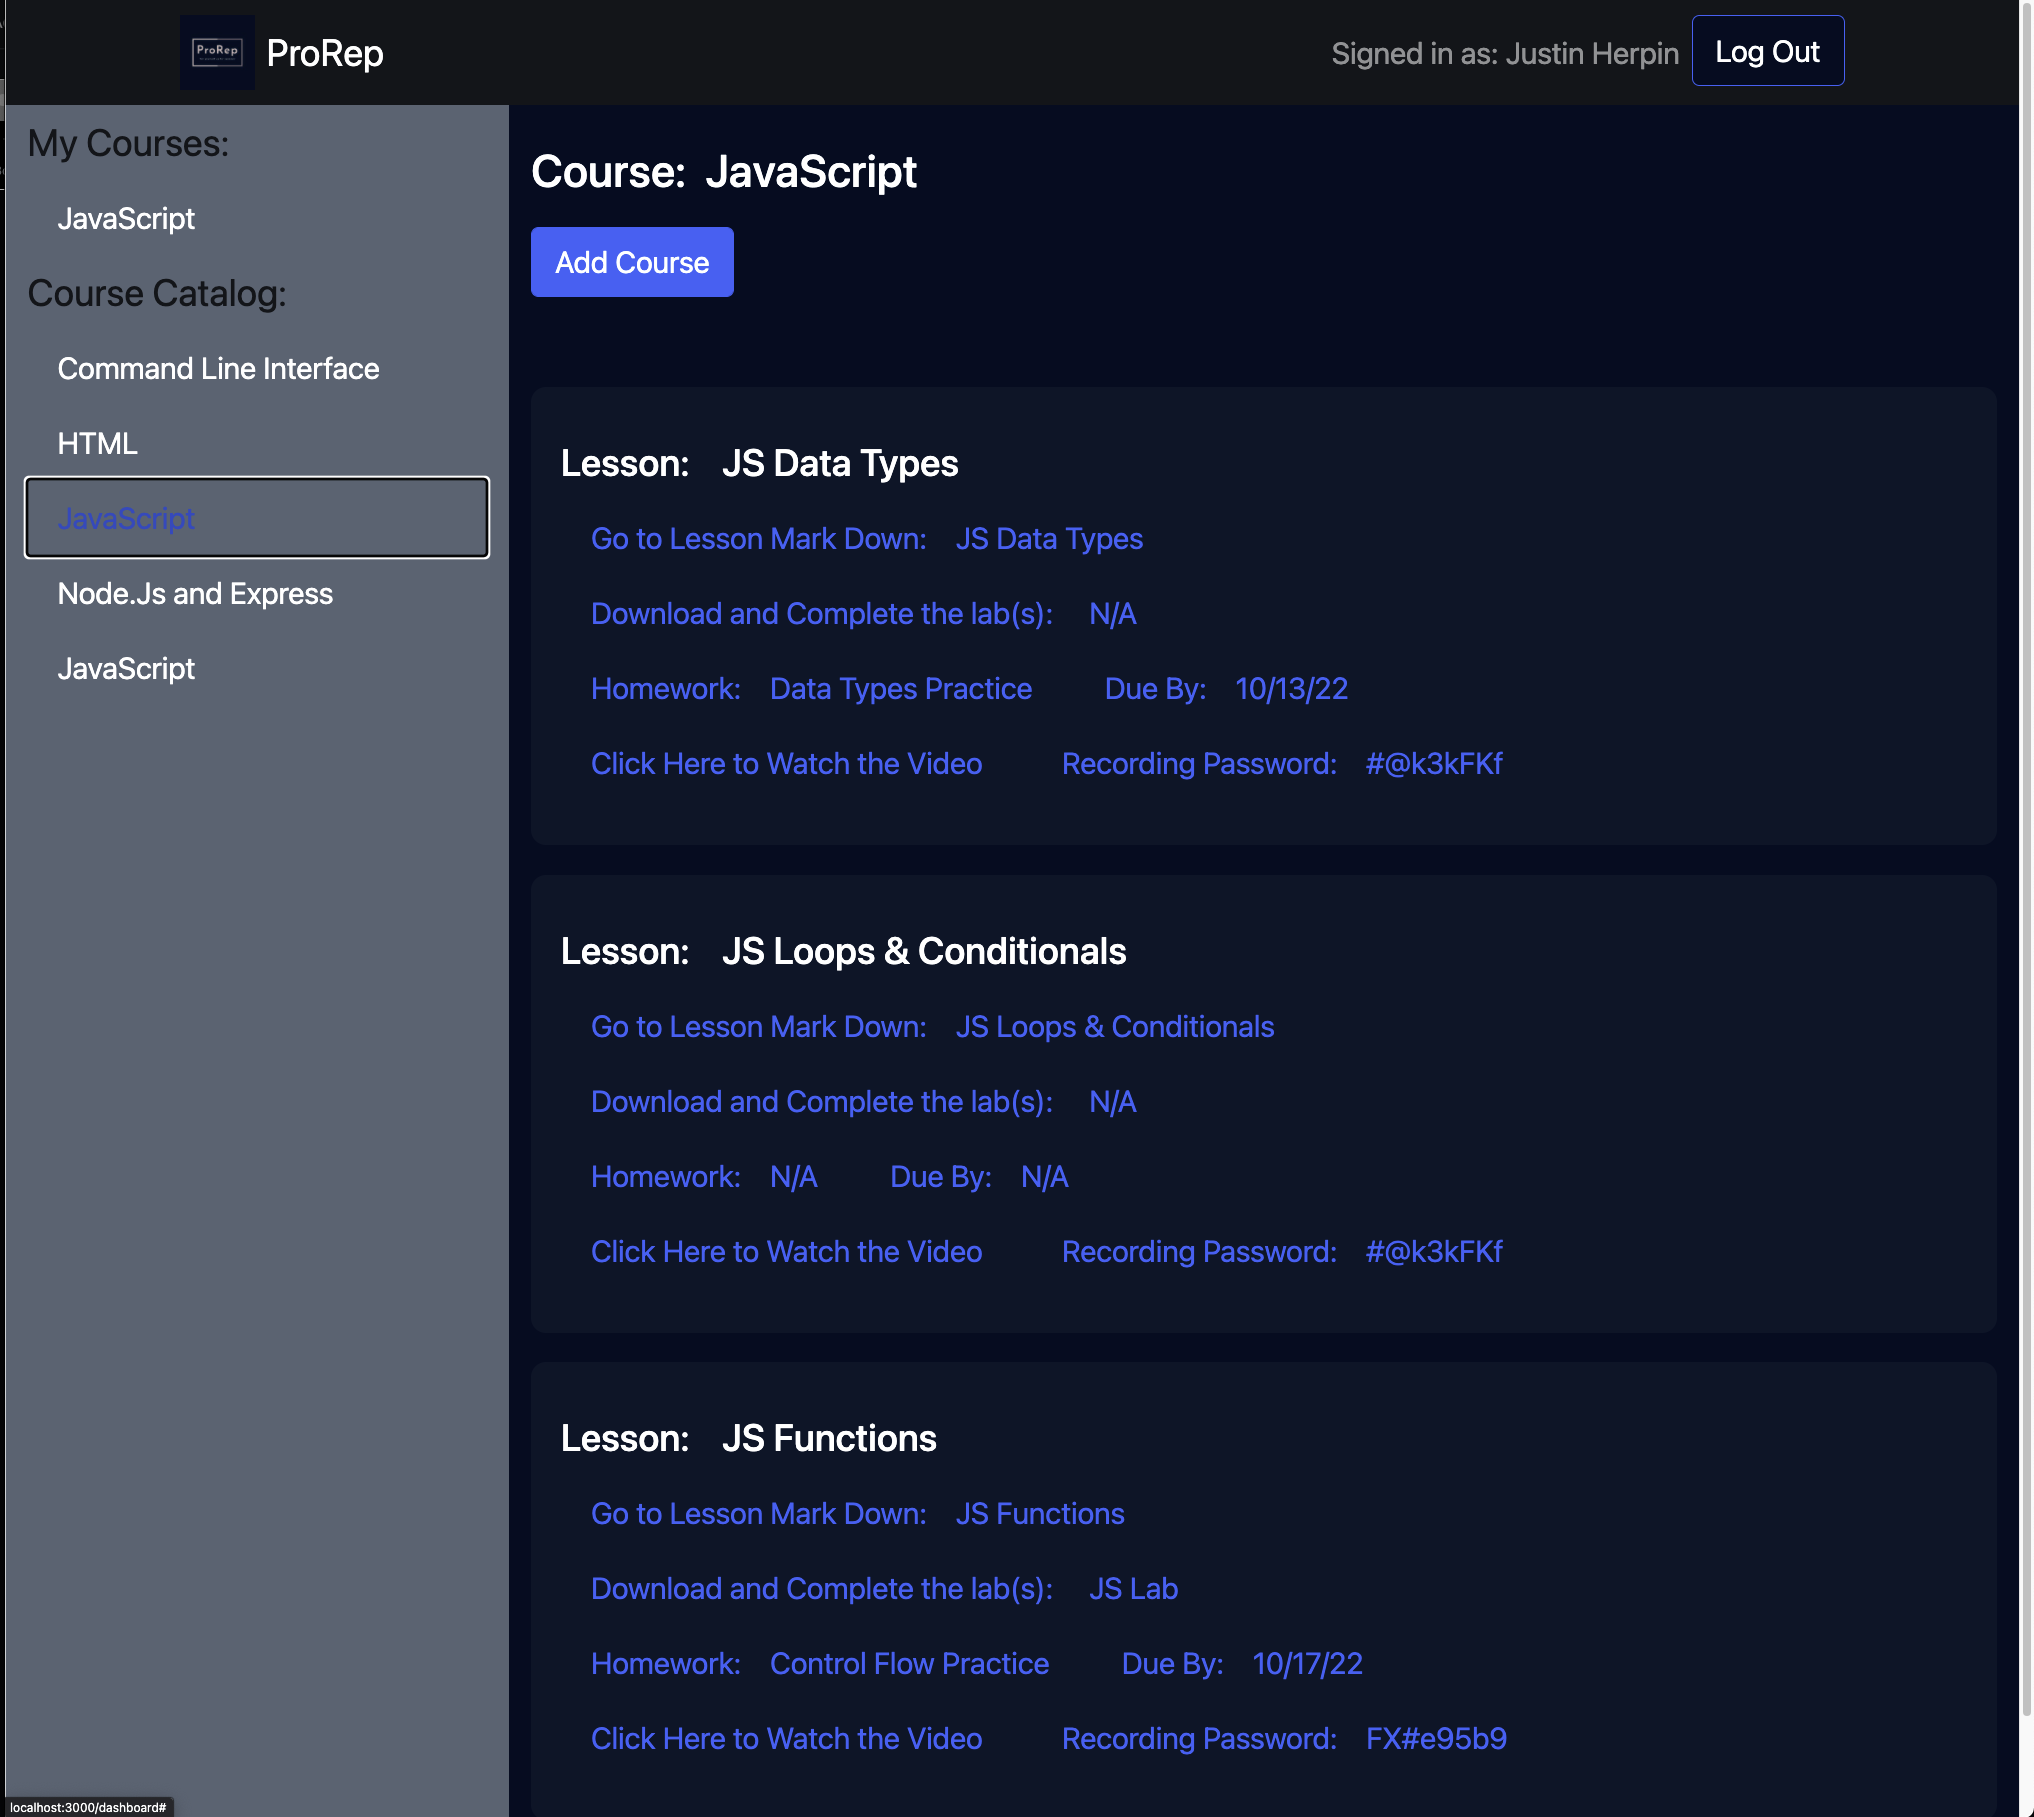 ProRep
ProRep
Signed in as: Justin Herpin
Log Out
My Courses:
JavaScript
Course Catalog:
Command Line Interface
HTML
JavaScript
Node.Js and Express
JavaScript
Course: JavaScript
Add Course
Lesson: JS Data Types
Go to Lesson Mark Down: JS Data Types
Download and Complete the lab(s): N/A
Homework: Data Types Practice Due By: 10/13/22
Click Here to Watch the Video Recording Password: #@k3kFKf
Lesson: JS Loops & Conditionals
Go to Lesson Mark Down: JS Loops & Conditionals
Download and Complete the lab(s): N/A
Homework: N/A Due By: N/A
Click Here to Watch the Video Recording Password: #@k3kFKf
Lesson: JS Functions
Go to Lesson Mark Down: JS Functions
Download and Complete the lab(s): JS Lab
Homework: Control Flow Practice Due By: 10/17/22
Click Here to Watch the Video Recording Password: FX#e95b9
localhost:3000/dashboard#